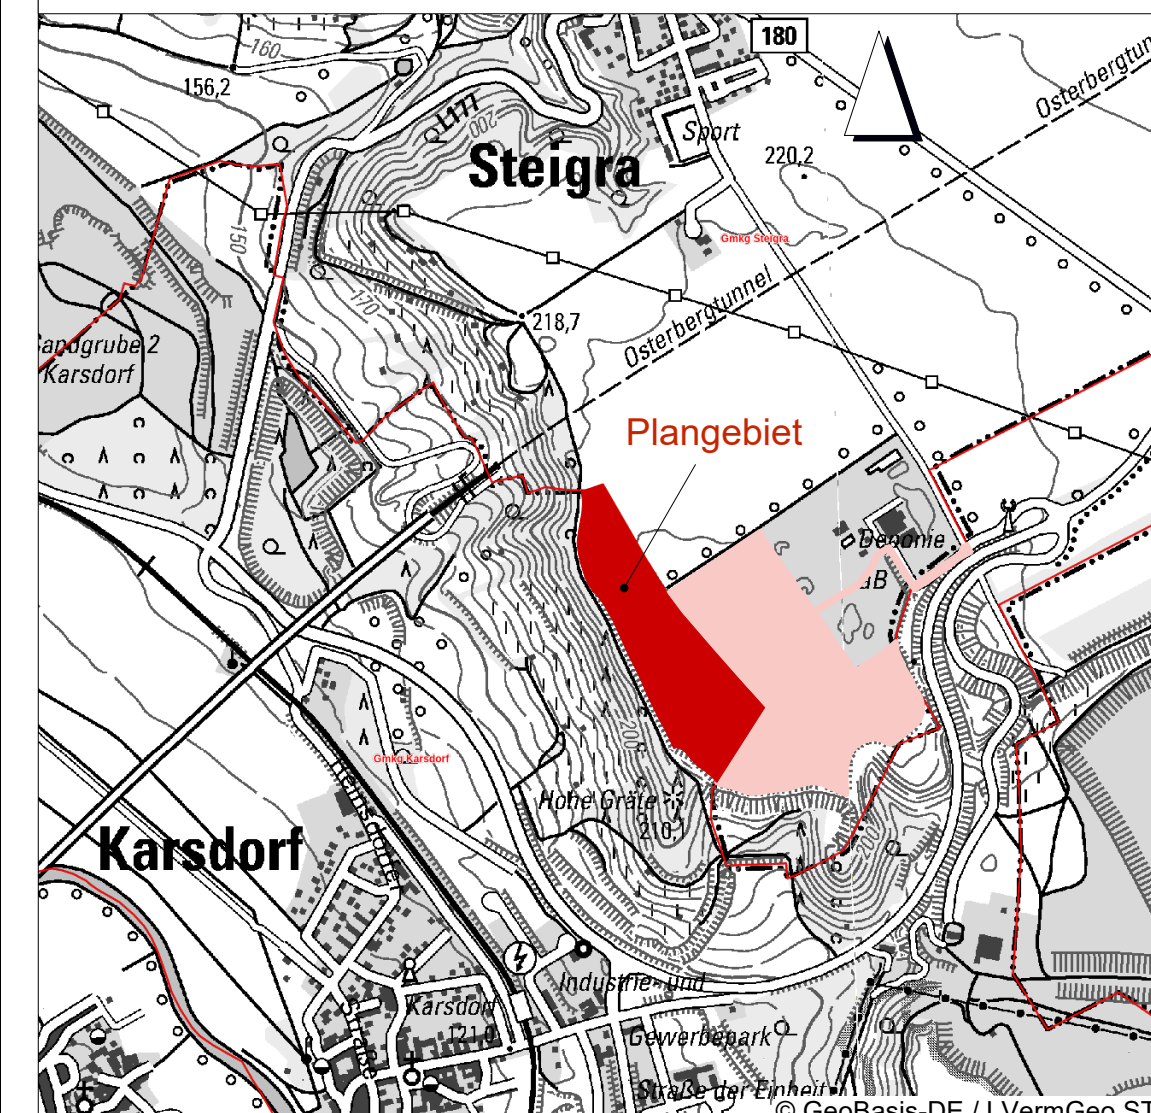 180
160
156,2
L177
200
Sport
Osterbergtun
Steigra
220,2
Gmkg Steigra
150
170
Osterbergtunnel
218,7
Sandgrube 2
Karsdorf
Plangebiet
Denonie
aB
200
Gmkg Karsdorf
Hohe Gräte
210,1
Karsdorf
Industrie- und
Karsdorf
121,0
Gewerbepark
Straße
Straße der Einheit
© GeoBasis-DE / LVermGeo ST